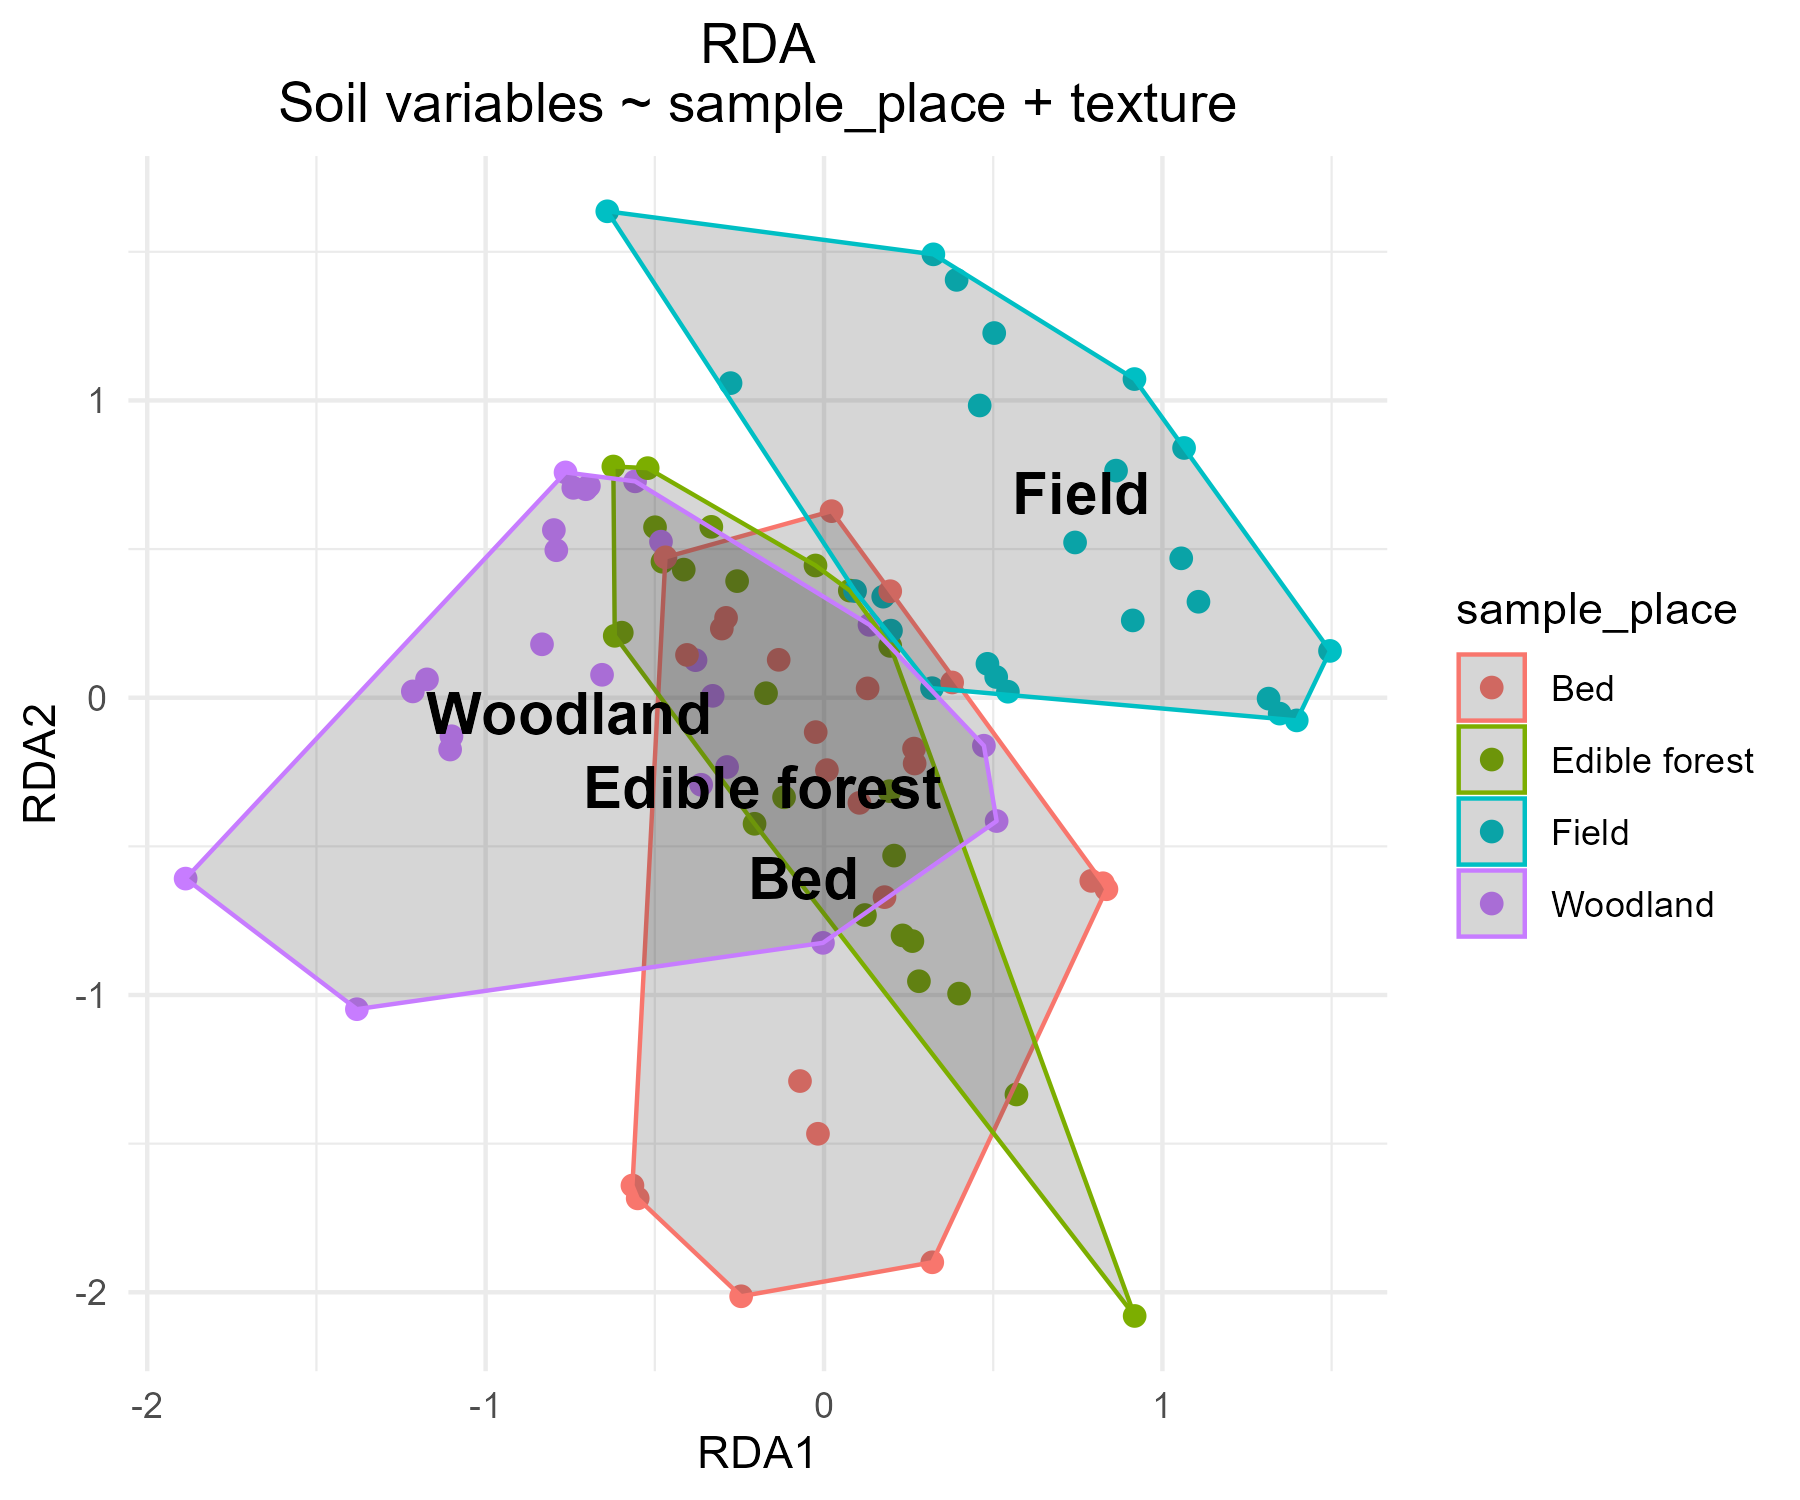 RDA
Soil variables ~ sample_place + texture
RDA2
1
0
-1
-2
Field
Woodland
Edible forest
Bed
-2
-1
0
1
RDA1
sample_place
Bed
Edible forest
Field
Woodland